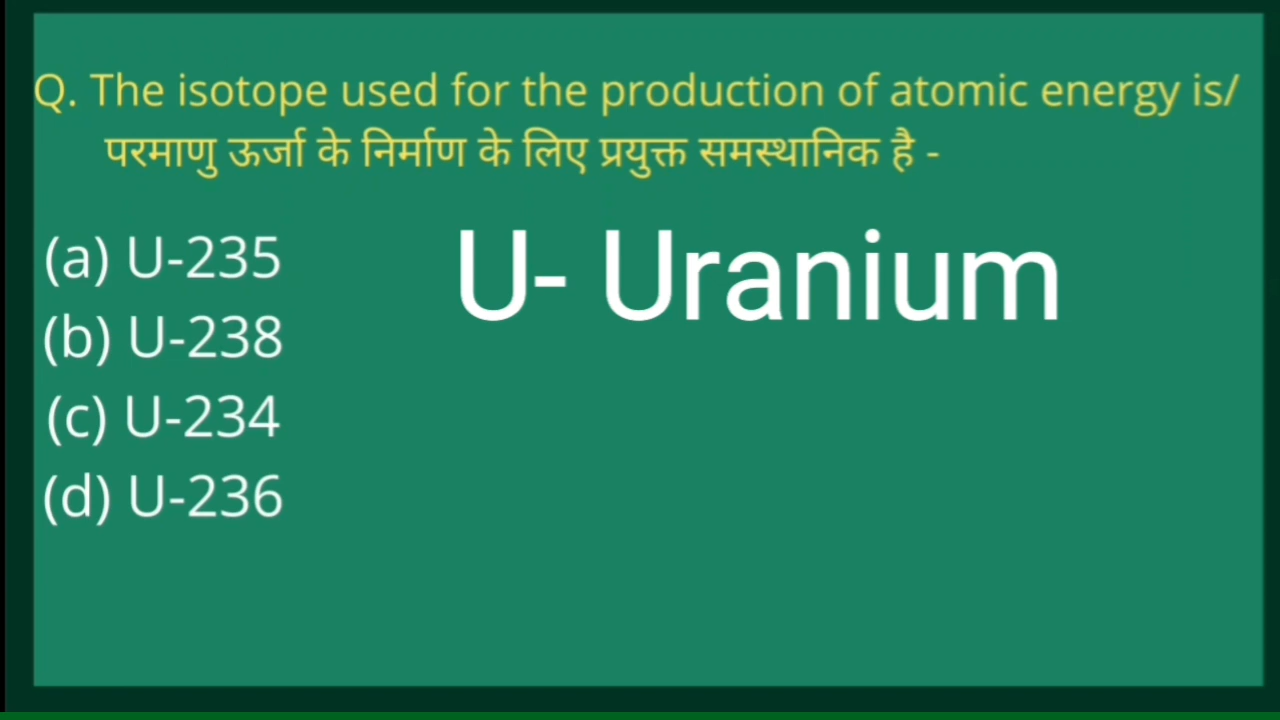 Q. The isotope used for the production of atomic energy is/
परमाणु ऊर्जा के निर्माण के लिए प्रयुक्त समस्थानिक है -
(a) U-235
U- Uranium
(b) U-238
(c) U-234
(d) U-236